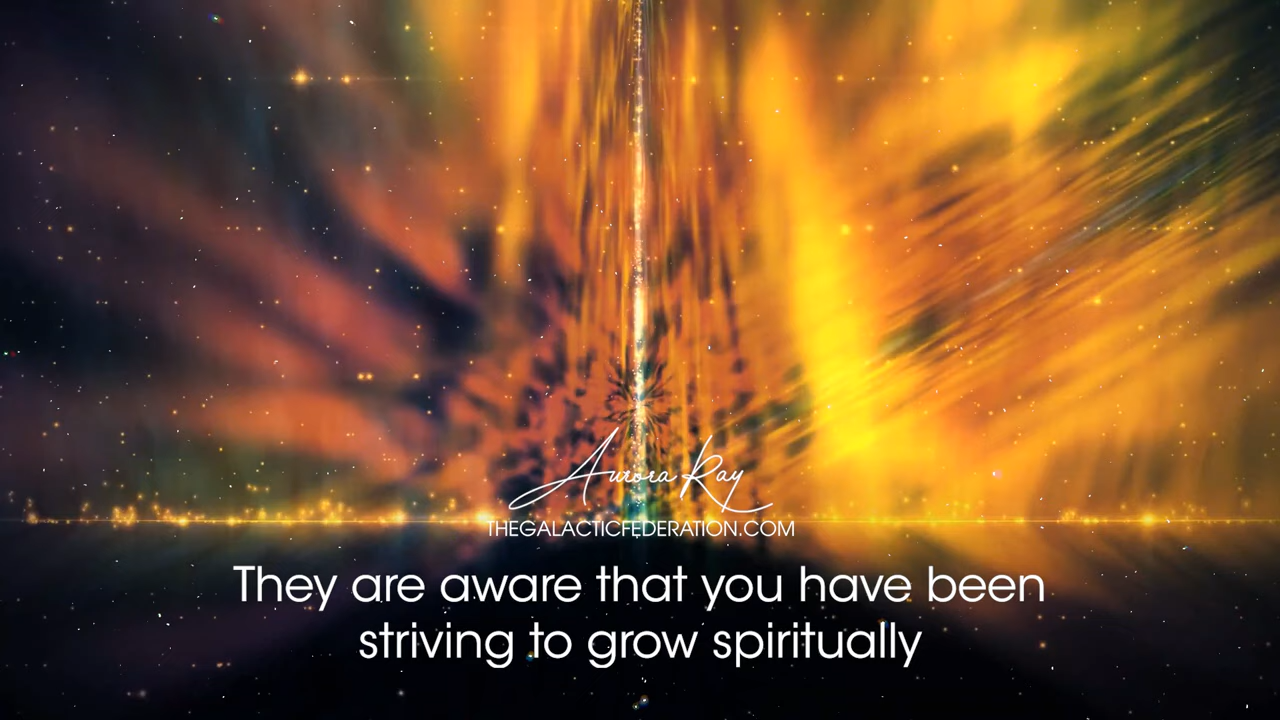 Aurora Ray
THEGALACTICFEDERATION.COM
They are aware that you have been
striving to grow spiritually